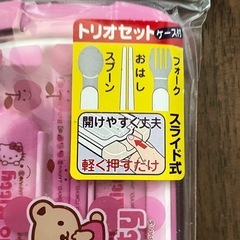 トリオセット ケース付
スプーン
おはし
フォーク
スライド式
開けやすく丈夫
軽く押すだけ